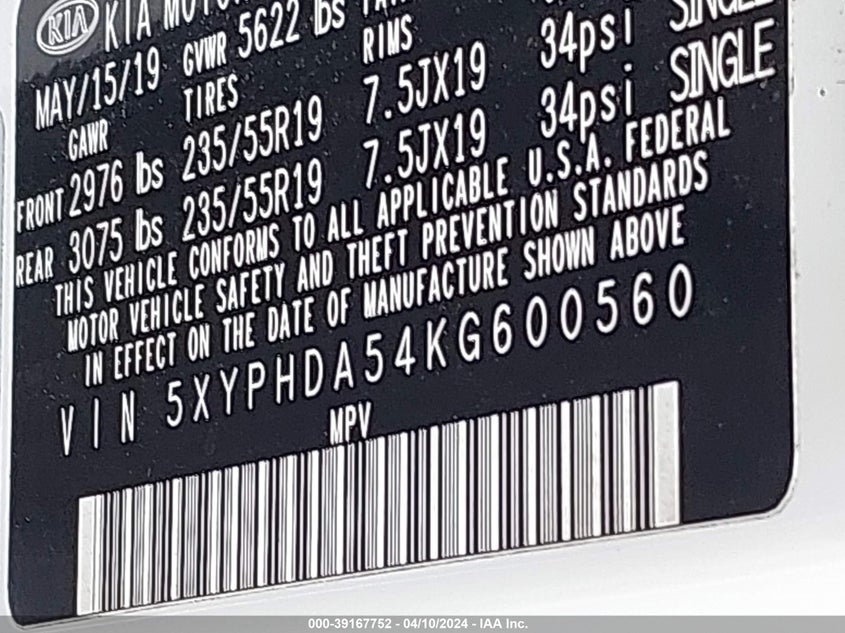 KIA KIA
MAY/15/19 GVWR 5622 lbs
GAWR TIRES RIMS
FRONT 2976 lbs 235/55R19 7.5JX19 34psi SINGLE
REAR 3075 lbs 235/55R19 7.5JX19 34psi SINGLE
THIS VEHICLE CONFORMS TO ALL APPLICABLE U.S.A. FEDERAL
MOTOR VEHICLE SAFETY AND THEFT PREVENTION STANDARDS
IN EFFECT ON THE DATE OF MANUFACTURE SHOWN ABOVE
VIN 5XYPHDA54KG600560
MPV
000-39167752 - 04/10/2024 - IAA Inc.